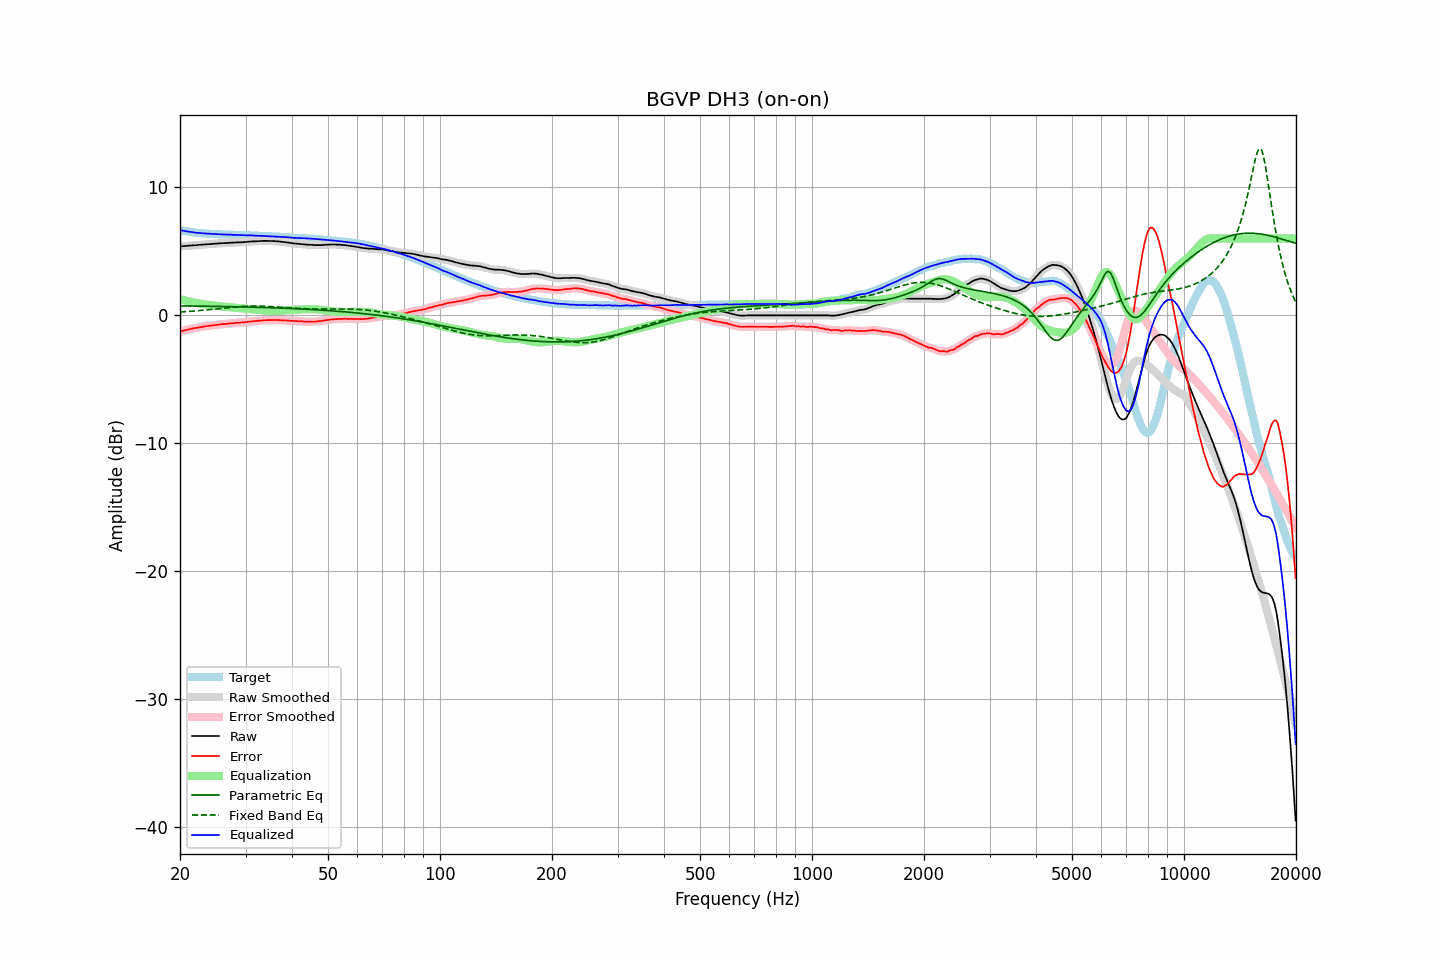 BGVP DH3 (on-on)
Amplitude (dBr)
10
0
−10
−20
−30
−40
Target
Raw Smoothed
Error Smoothed
Raw
Error
Equalization
Parametric Eq
Fixed Band Eq
Equalized
20 50 100 200 500 1000 2000 5000 10000 20000
Frequency (Hz)